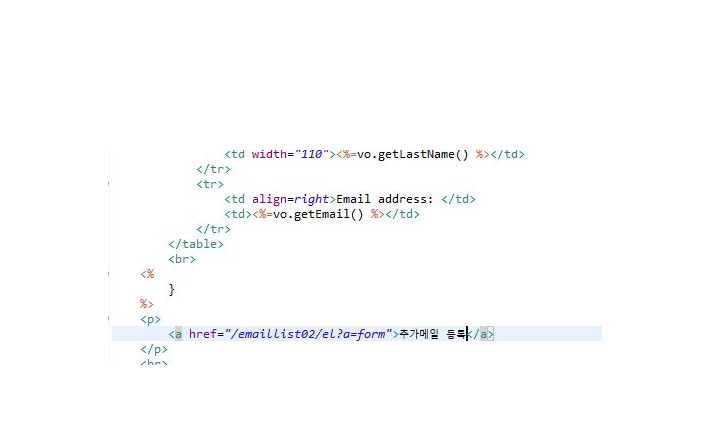 <td width="110"><%=vo.getLastName() %></td>
</tr>
<tr>
<td align=right>Email address: </td>
<td><%=vo.getEmail() %></td>
</tr>
</table>
<br>
<%
}
%>
<p>
<a href="/emaillist02/el?a=form">추가메일 등록</a>
</p>
<br>